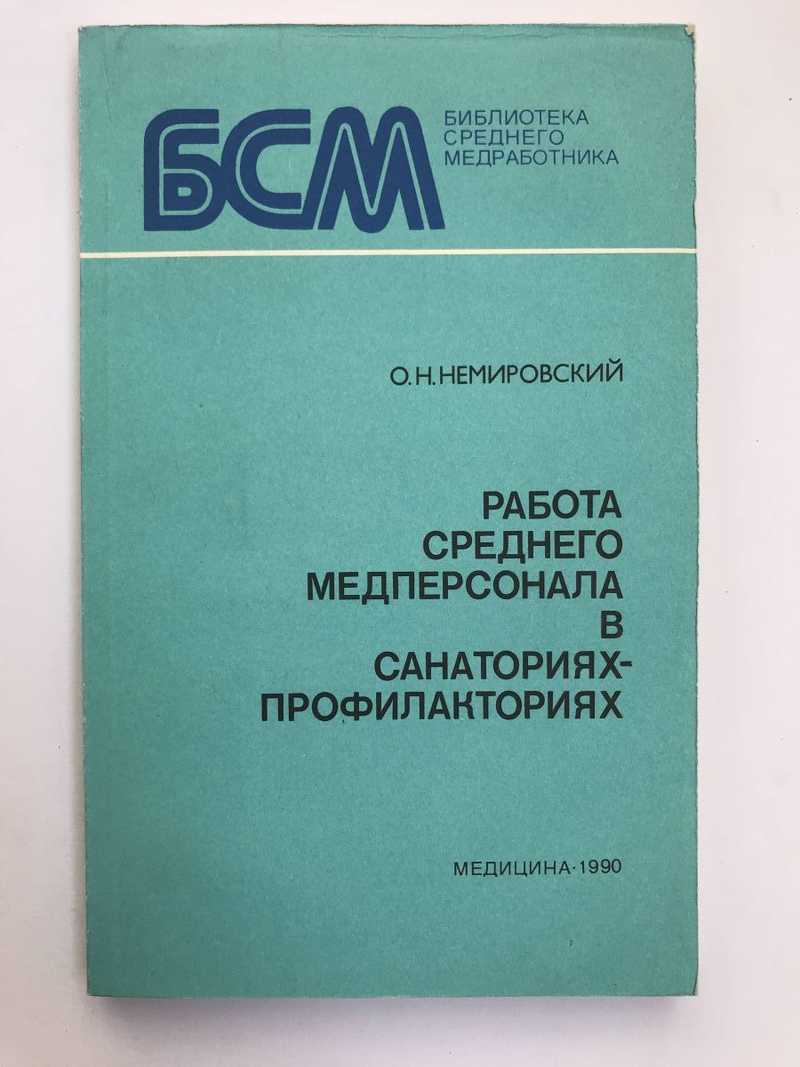 БСМ
БИБЛИОТЕКА
СРЕДНЕГО
МЕДРАБОТНИКА
О.Н.НЕМИРОВСКИЙ
РАБОТА
СРЕДНЕГО
МЕДПЕРСОНАЛА
В
САНАТОРИЯХ-
ПРОФИЛАКТОРИЯХ
МЕДИЦИНА·1990